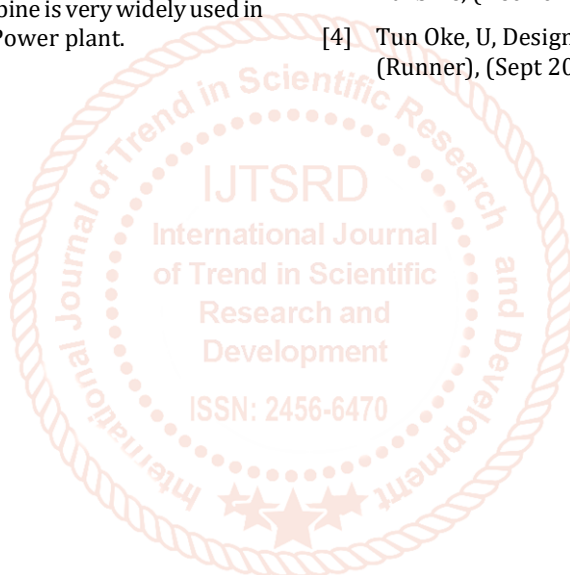 bine is very widely used in
Power plant.
[4] Tun Oke, U, Design
(Runner), (Sept 20
International Journal of Trend in Scientific Research and Development
IJTSRD
International Journal
of Trend in Scientific
Research and
Development
ISSN: 2456-6470